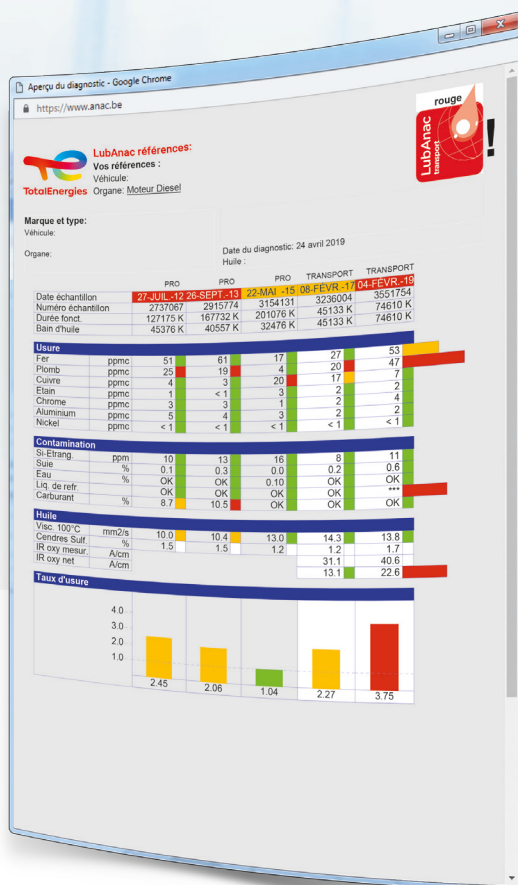 Aperçu du diagnostic - Google Chrome
https://www.anac.be
rouge
LubAnac
transport
!
TotalEnergies
LubAnac références:
Vos références :
Véhicule:
Organe: Moteur Diesel
Marque et type:
Véhicule:
Organe:
Date du diagnostic: 24 avril 2019
Huile :
PRO PRO PRO TRANSPORT TRANSPORT
Date échantillon 27-JUIL.-12 26-SEPT.-13 22-MAI -15 08-FÉVR.-17 04-FÉVR.-19
Numéro échantillon 2737067 2915774 3154131 3236004 3551754
Durée fonct. 127175 K 167732 K 201076 K 45133 K 74610 K
Bain d'huile 45376 K 40557 K 32476 K 45133 K 74610 K
Usure
Fer ppmc 51 61 17 27 53
Plomb ppmc 25 19 4 20 47
Cuivre ppmc 4 3 20 17 7
Etain ppmc 1 < 1 3 2 2
Chrome ppmc 3 3 1 2 4
Aluminium ppmc 5 4 3 2 2
Nickel ppmc < 1 < 1 < 1 < 1 < 1
Contamination
Si-Etrang. ppm 10 13 16 8 11
Suie % 0.1 0.3 0.0 0.2 0.6
Eau % OK OK 0.10 OK OK
Liq. de refr. OK OK OK OK ***
Carburant % 8.7 10.5 OK OK OK
Huile
Visc. 100°C mm2/s 10.0 10.4 13.0 14.3 13.8
Cendres Sulf. % 1.5 1.5 1.2 1.2 1.7
IR oxy mesur. A/cm 31.1 40.6
IR oxy net A/cm 13.1 22.6
Taux d'usure
4.0
3.0
2.0
1.0
2.45 2.06 1.04 2.27 3.75